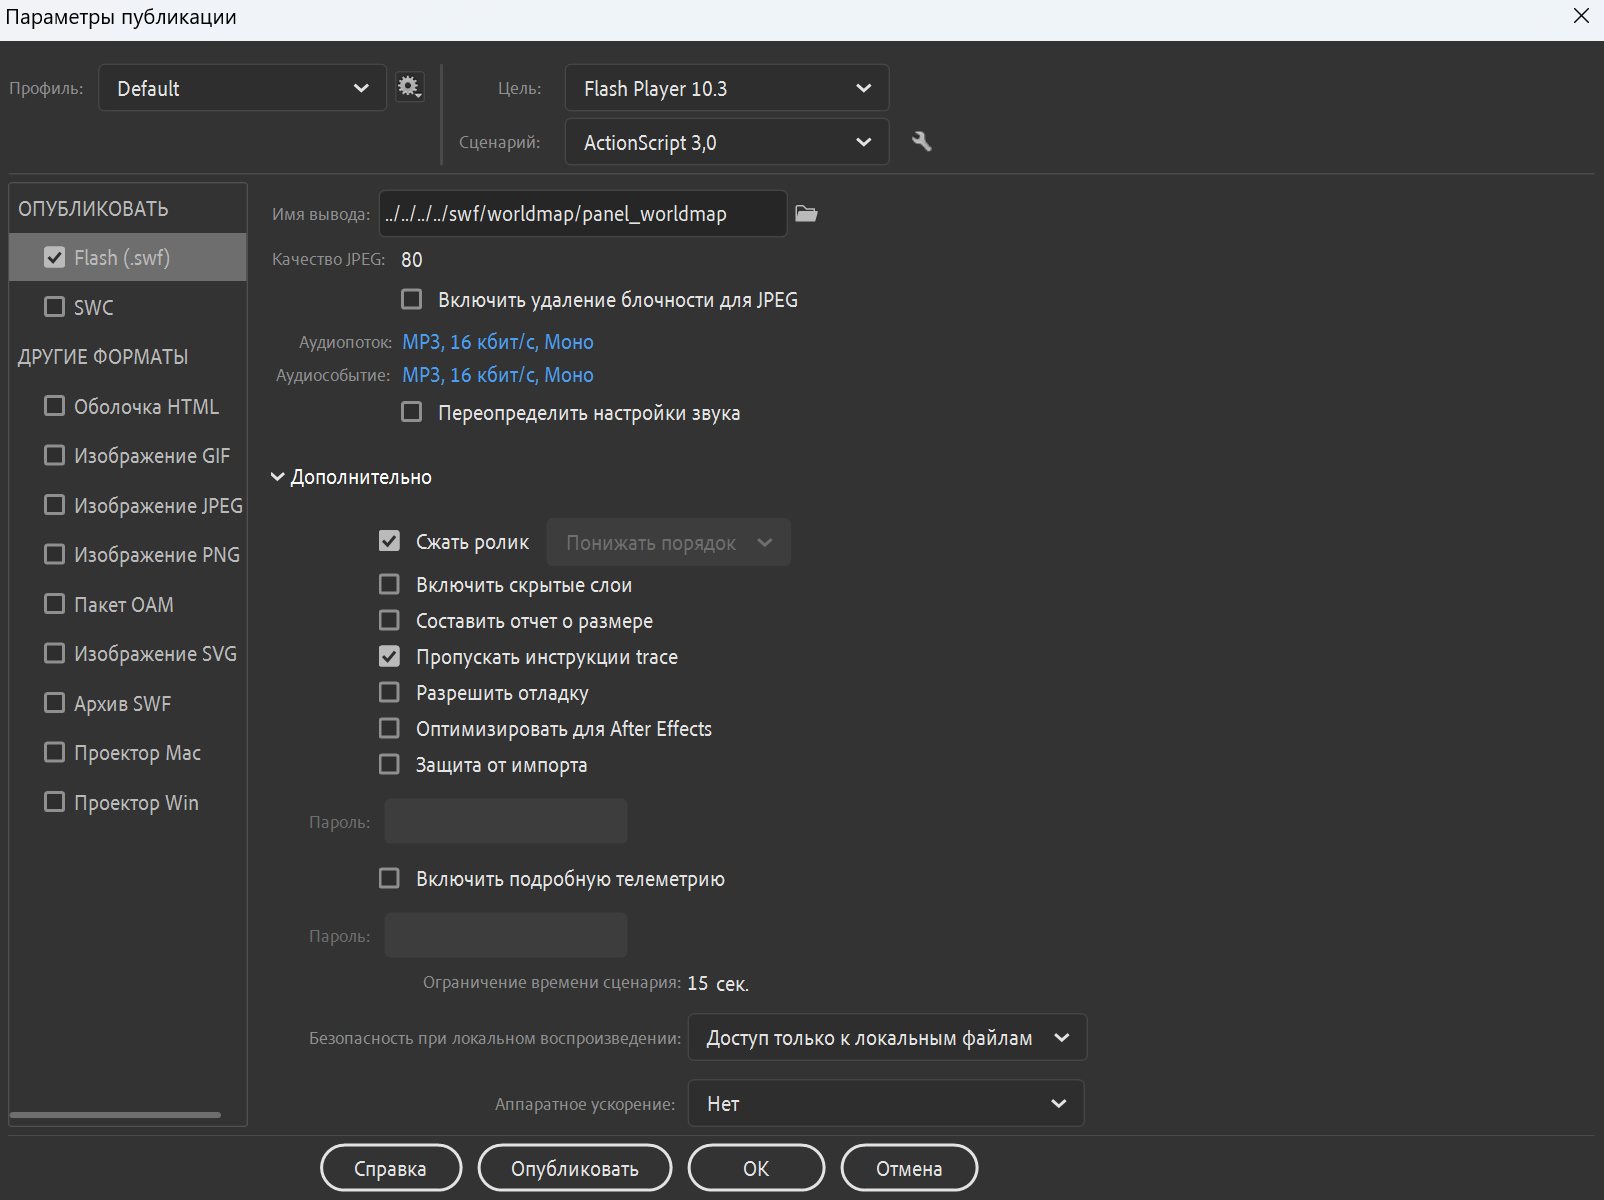 Параметры публикации
Профиль: Default
Цель: Flash Player 10.3
Сценарий: ActionScript 3,0
ОПУБЛИКОВАТЬ
Flash (.swf)
SWC
ДРУГИЕ ФОРМАТЫ
Оболочка HTML
Изображение GIF
Изображение JPEG
Изображение PNG
Пакет OAM
Изображение SVG
Архив SWF
Проектор Mac
Проектор Win
Имя вывода: ../../../../swf/worldmap/panel_worldmap
Качество JPEG: 80
Включить удаление блочности для JPEG
Аудиопоток: MP3, 16 кбит/с, Моно
Аудиособытие: MP3, 16 кбит/с, Моно
Переопределить настройки звука
Дополнительно
Сжать ролик Понижать порядок
Включить скрытые слои
Составить отчет о размере
Пропускать инструкции trace
Разрешить отладку
Оптимизировать для After Effects
Защита от импорта
Пароль:
Включить подробную телеметрию
Пароль:
Ограничение времени сценария: 15 сек.
Безопасность при локальном воспроизведении: Доступ только к локальным файлам
Аппаратное ускорение: Нет
Справка
Опубликовать
ОК
Отмена